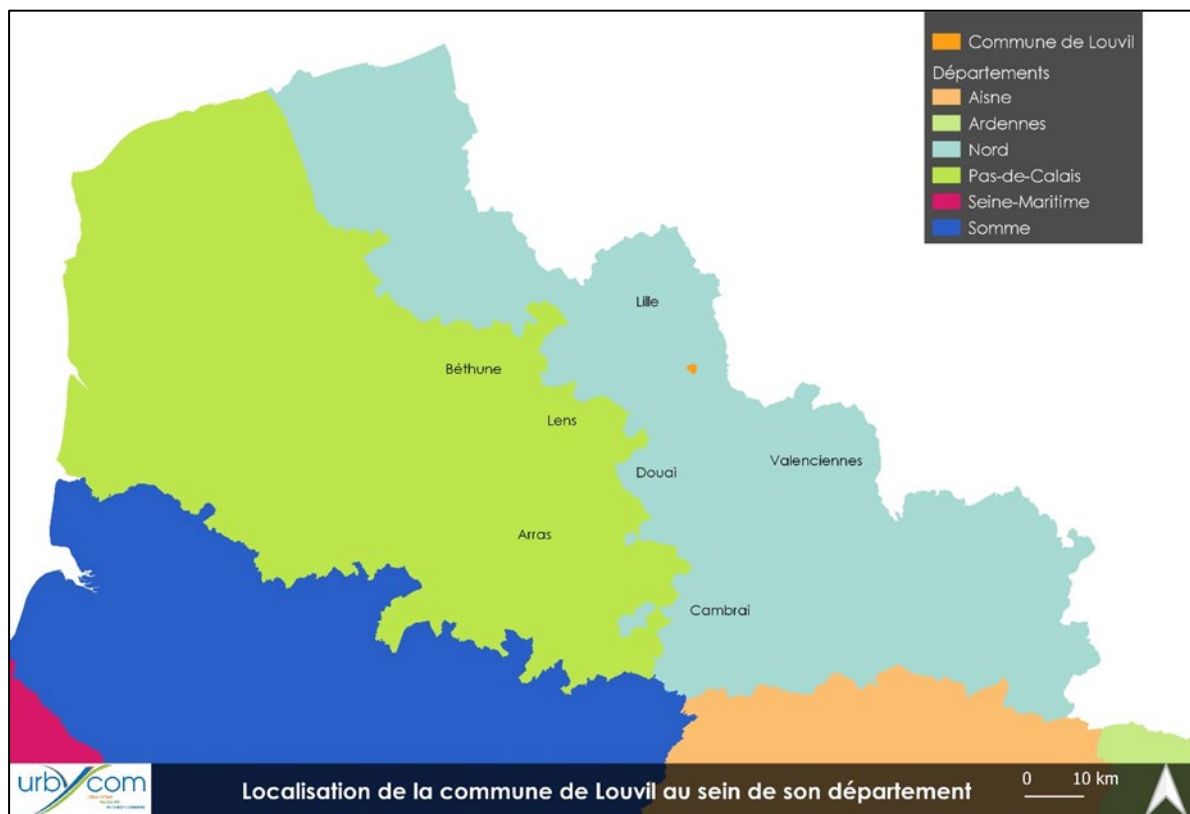 Commune de Louvil
Départements
Aisne
Ardennes
Nord
Pas-de-Calais
Seine-Maritime
Somme
Lille
Béthune
Lens
Douai
Valenciennes
Arras
Cambrai
urbycom
Localisation de la commune de Louvil au sein de son département
0 10 km